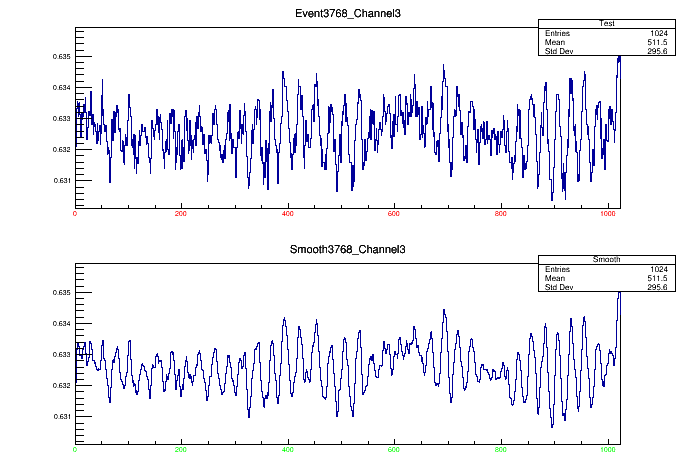 Event3768_Channel3
Test
Entries 1024
Mean 511.5
Std Dev 295.6
0.635
0.634
0.633
0.632
0.631
0 200 400 600 800 1000
Smooth3768_Channel3
Smooth
Entries 1024
Mean 511.5
Std Dev 295.6
0.635
0.634
0.633
0.632
0.631
0 200 400 600 800 1000